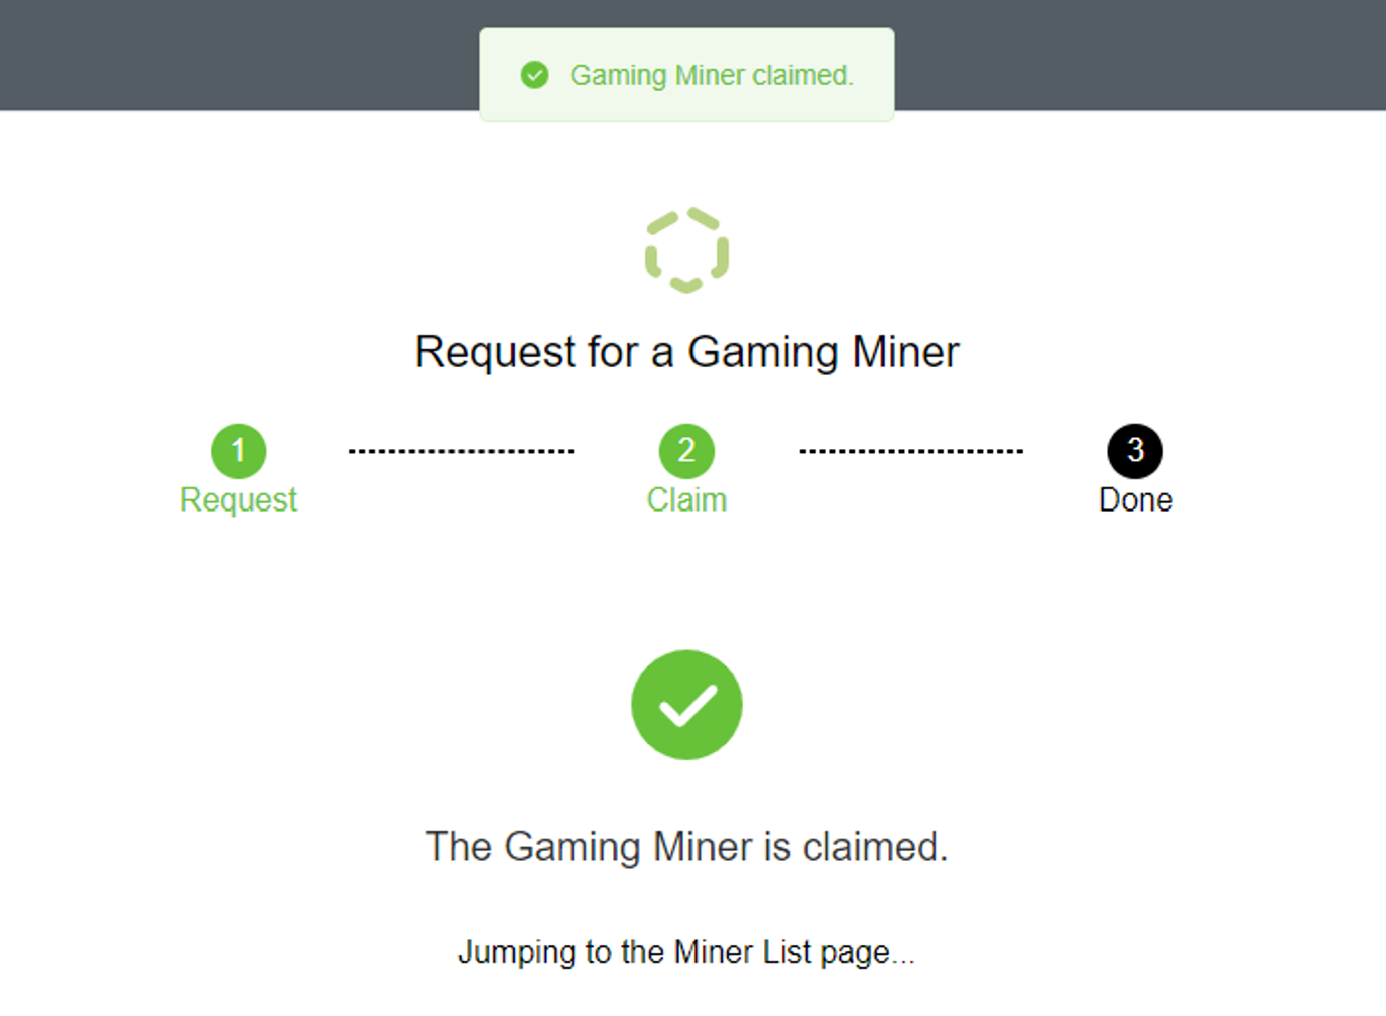 Gaming Miner claimed.
Request for a Gaming Miner
1 2 3
Request Claim Done
The Gaming Miner is claimed.
Jumping to the Miner List page...